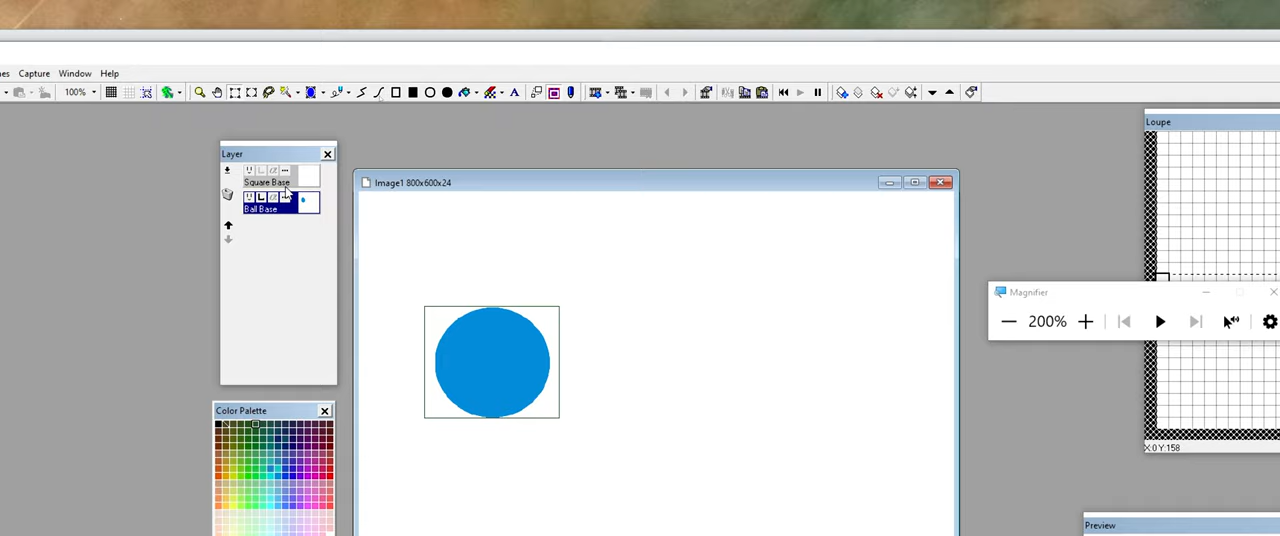 nes Capture Window Help
100%
A
Loupe
Layer
Square Base
Image1 800x600x24
Ball Base
Magnifier
200%
Color Palette
X:0 Y:158
Preview